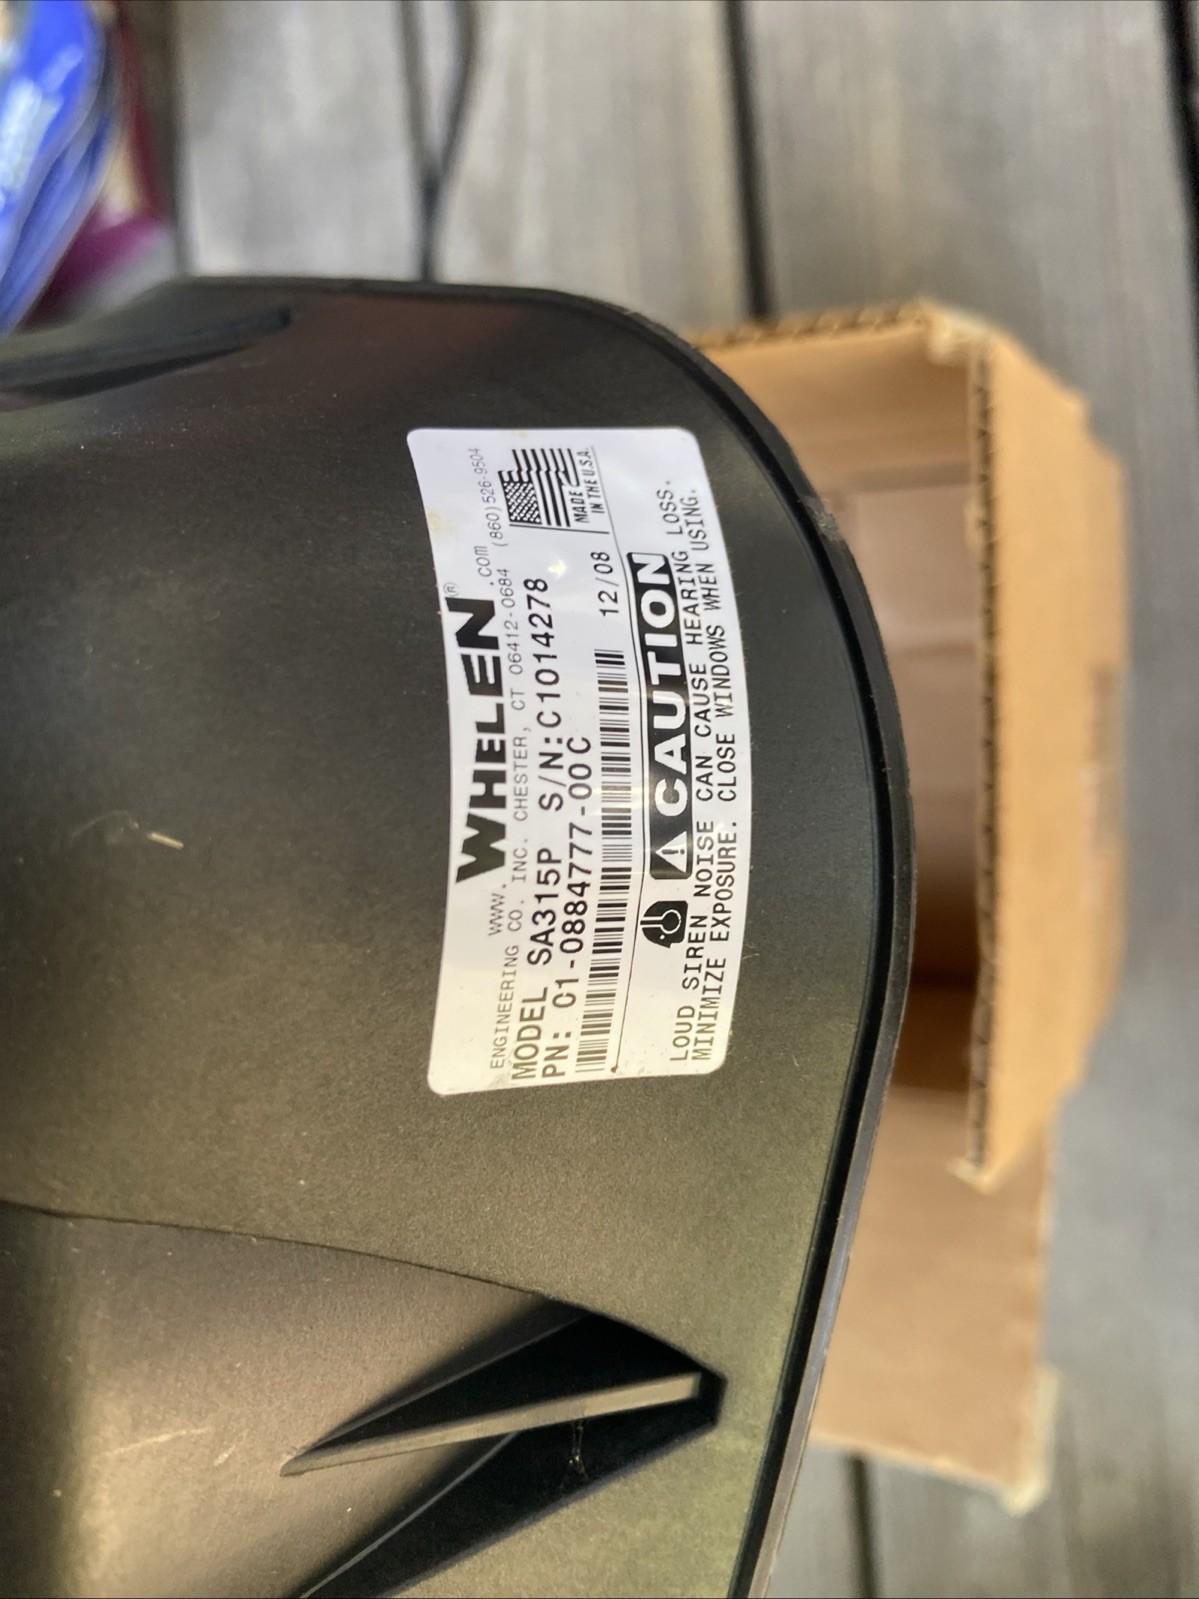 WHELEN®
www. .com
ENGINEERING CO. INC. CHESTER, CT 06412-0684 (860)526-9504
MODEL SA315P S/N:C1014278
PN: 01-0884777-00C
12/08
MADE
IN THE U.S.A.
CAUTION
LOUD SIREN NOISE CAN CAUSE HEARING LOSS.
MINIMIZE EXPOSURE. CLOSE WINDOWS WHEN USING.